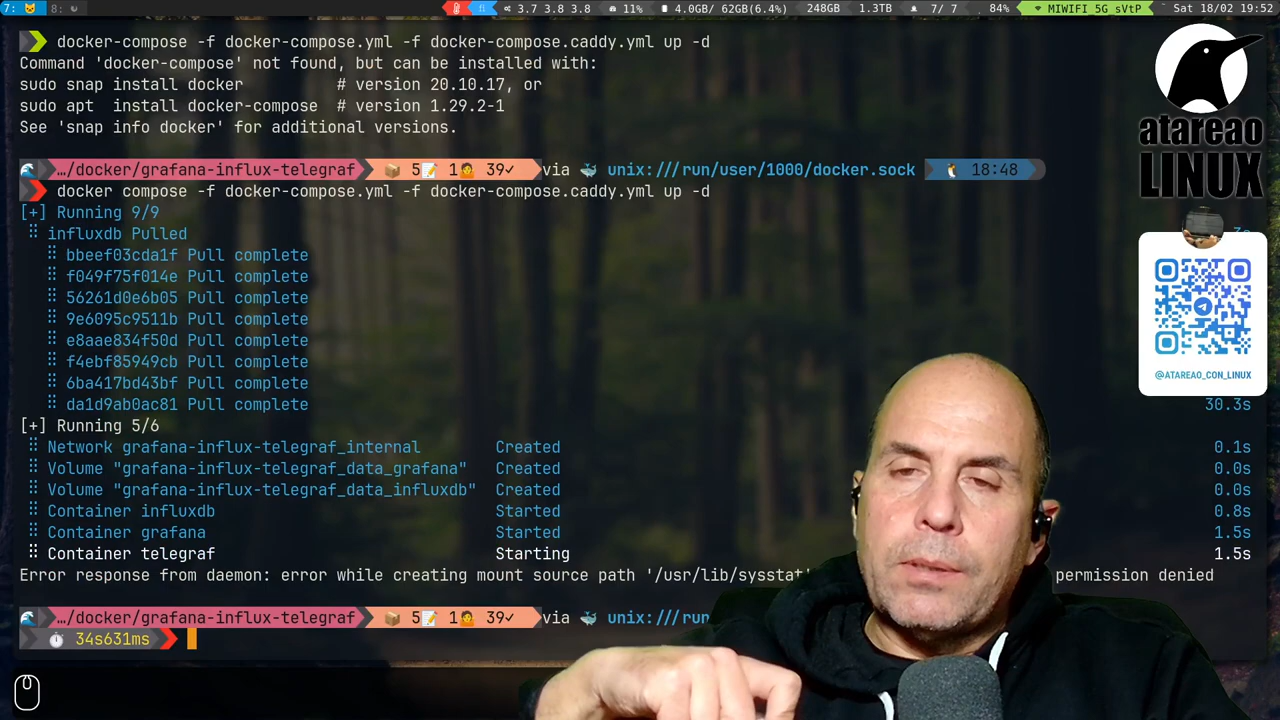 7: 8: 3.7 3.8 3.8 11% 4.0GB/ 62GB(6.4%) 248GB 1.3TB 7/ 7 84% MIWIFI_5G_sVtP Sat 18/02 19:52
docker-compose -f docker-compose.yml -f docker-compose.caddy.yml up -d
Command 'docker-compose' not found, but can be installed with:
sudo snap install docker # version 20.10.17, or
sudo apt install docker-compose # version 1.29.2-1
See 'snap info docker' for additional versions.
…/docker/grafana-influx-telegraf 5 1 39✓ via unix:///run/user/1000/docker.sock 18:48
docker compose -f docker-compose.yml -f docker-compose.caddy.yml up -d
[+] Running 9/9
influxdb Pulled
bbeef03cda1f Pull complete
f049f75f014e Pull complete
56261d0e6b05 Pull complete
9e6095c9511b Pull complete
e8aae834f50d Pull complete
f4ebf85949cb Pull complete
6ba417bd43bf Pull complete
da1d9ab0ac81 Pull complete 30.3s
[+] Running 5/6
Network grafana-influx-telegraf_internal Created 0.1s
Volume "grafana-influx-telegraf_data_grafana" Created 0.0s
Volume "grafana-influx-telegraf_data_influxdb" Created 0.0s
Container influxdb Started 0.8s
Container grafana Started 1.5s
Container telegraf Starting 1.5s
Error response from daemon: error while creating mount source path '/usr/lib/sysstat' permission denied
…/docker/grafana-influx-telegraf 5 1 39✓ via unix:///run
34s631ms
atareao
LINUX
@ATAREAO_CON_LINUX